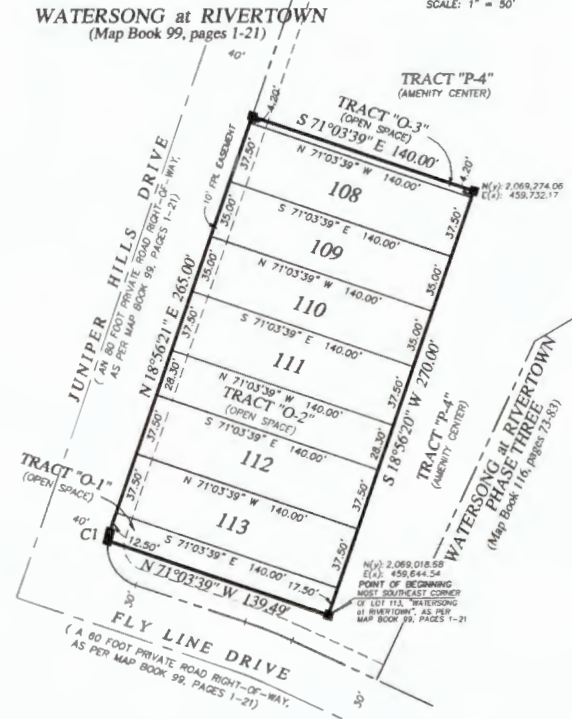 SCALE: 1" = 50'
WATERSONG at RIVERTOWN
(Map Book 99, pages 1-21)
40'
TRACT "P-4"
(AMENITY CENTER)
4.20'
TRACT "O-3"
(OPEN SPACE)
S 71°03'39" E 140.00'
4.20'
N(y): 2,069,274.06
E(x): 459,732.17
10' FPL EASEMENT
37.50'
N 71°03'39" W 140.00'
108
37.50'
S 71°03'39" E 140.00'
35.00'
109
35.00'
N 71°03'39" W 140.00'
35.00'
110
35.00'
S 71°03'39" E 140.00'
37.50'
111
37.50'
N 71°03'39" W 140.00'
28.30'
TRACT "O-2"
(OPEN SPACE)
28.30'
S 71°03'39" E 140.00'
37.50'
112
37.50'
N 71°03'39" W 140.00'
37.50'
113
37.50'
S 71°03'39" E 140.00'
12.50'
17.50'
N 71°03'39" W 139.49'
N 18°56'21" E 265.00'
S 18°56'20" W 270.00'
TRACT "P-4"
(AMENITY CENTER)
JUNIPER HILLS DRIVE
( AN 80 FOOT PRIVATE ROAD RIGHT-OF-WAY,
AS PER MAP BOOK 99, PAGES 1-21)
WATERSONG at RIVERTOWN
PHASE THREE
(Map Book 116, pages 73-83)
TRACT "O-1"
(OPEN SPACE)
40'
C1
N(y): 2,069,018.68
E(x): 459,644.54
POINT OF BEGINNING
MOST SOUTHEAST CORNER
OF LOT 113, "WATERSONG
at RIVERTOWN", AS PER
MAP BOOK 99, PAGES 1-21
30'
FLY LINE DRIVE
( A 60 FOOT PRIVATE ROAD RIGHT-OF-WAY,
AS PER MAP BOOK 99, PAGES 1-21)
30'